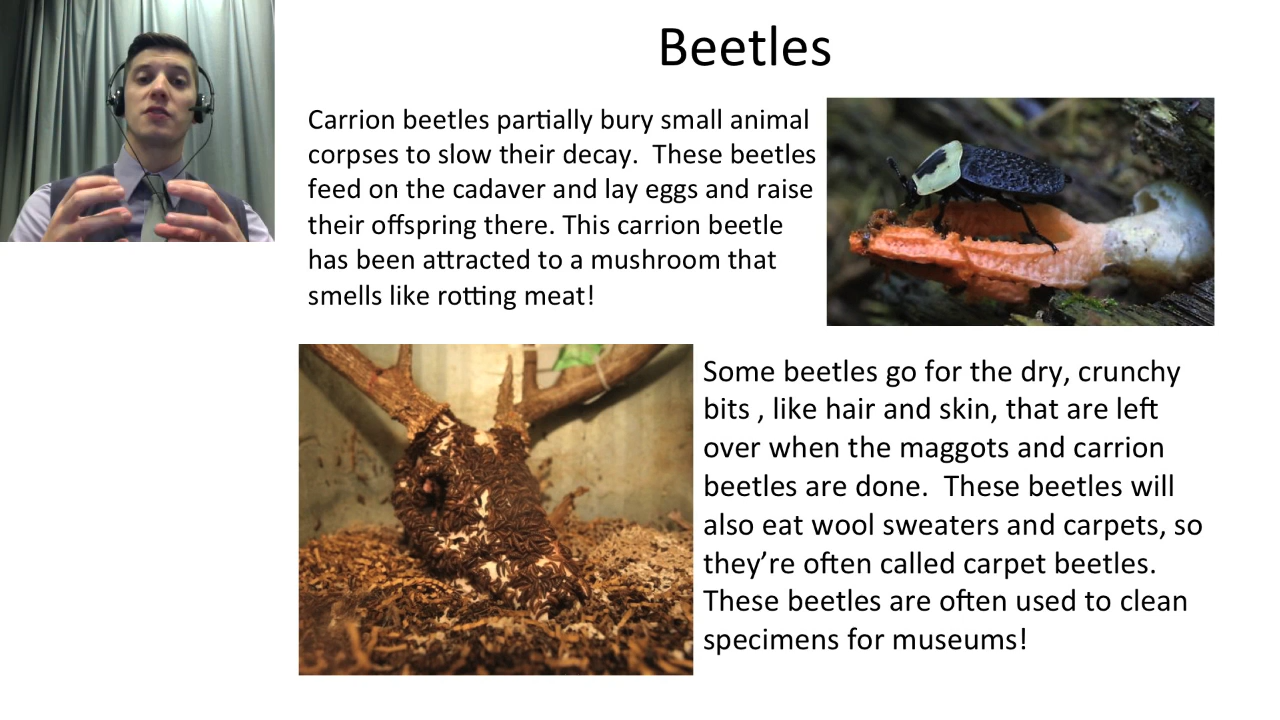 Beetles
Carrion beetles partially bury small animal
corpses to slow their decay.  These beetles
feed on the cadaver and lay eggs and raise
their offspring there. This carrion beetle
has been attracted to a mushroom that
smells like rotting meat!
Some beetles go for the dry, crunchy
bits , like hair and skin, that are left
over when the maggots and carrion
beetles are done.  These beetles will
also eat wool sweaters and carpets, so
they’re often called carpet beetles.
These beetles are often used to clean
specimens for museums!